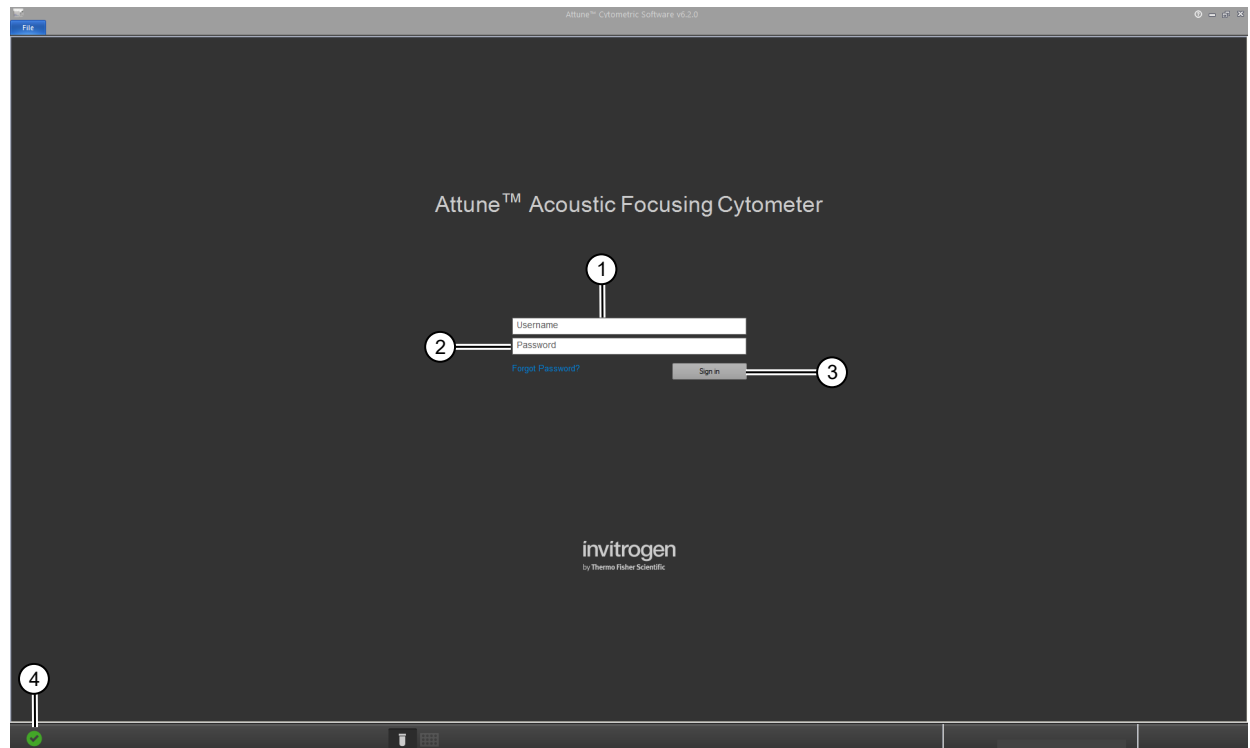 Attune™ Cytometric Software v6.2.0
File
Attune™ Acoustic Focusing Cytometer
1
Username
2
Password
Forgot Password?
Sign in
3
invitrogen
by Thermo Fisher Scientific
4